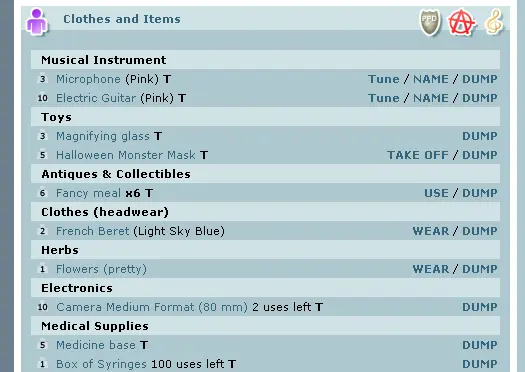 Clothes and Items
PPD
Musical Instrument
3 Microphone (Pink) T Tune / NAME / DUMP
10 Electric Guitar (Pink) T Tune / NAME / DUMP
Toys
3 Magnifying glass T DUMP
5 Halloween Monster Mask T TAKE OFF / DUMP
Antiques & Collectibles
6 Fancy meal x6 T USE / DUMP
Clothes (headwear)
2 French Beret (Light Sky Blue) WEAR / DUMP
Herbs
1 Flowers (pretty) WEAR / DUMP
Electronics
10 Camera Medium Format (80 mm) 2 uses left T DUMP
Medical Supplies
5 Medicine base T DUMP
1 Box of Syringes 100 uses left T DUMP